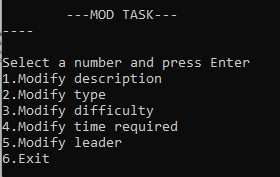 ---MOD TASK---
----
Select a number and press Enter
1.Modify description
2.Modify type
3.Modify difficulty
4.Modify time required
5.Modify leader
6.Exit